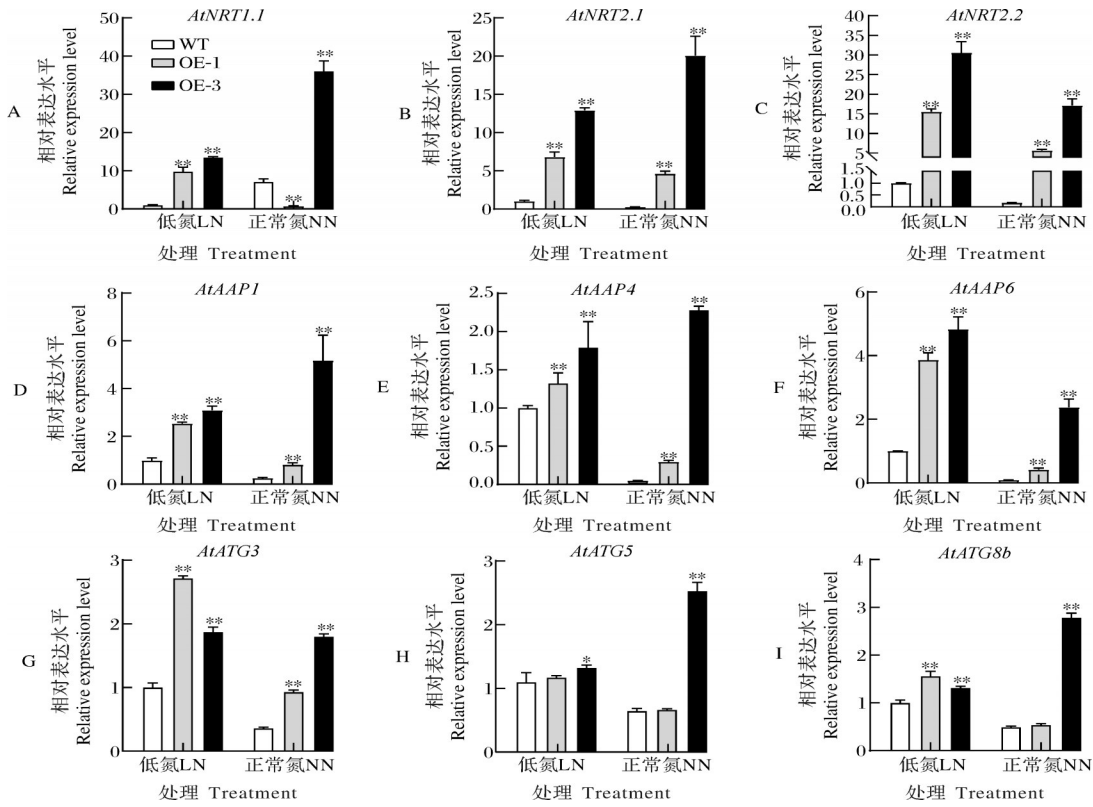 AtNRT1.1
AtNRT2.1
AtNRT2.2
A
相对表达水平
Relative expression level
50
40
30
20
10
0
WT
OE-1
OE-3
**
**
**
**
低氮LN
正常氮NN
处理 Treatment
B
相对表达水平
Relative expression level
25
20
15
10
5
0
**
**
**
**
低氮LN
正常氮NN
处理 Treatment
C
相对表达水平
Relative expression level
40
35
30
25
20
15
10
5
1.5
1.0
0.5
0.0
**
**
**
**
低氮LN
正常氮NN
处理 Treatment
AtAAP1
AtAAP4
AtAAP6
D
相对表达水平
Relative expression level
8
6
4
2
0
**
**
**
**
低氮LN
正常氮NN
处理 Treatment
E
相对表达水平
Relative expression level
2.5
2.0
1.5
1.0
0.5
0.0
**
**
**
**
低氮LN
正常氮NN
处理 Treatment
F
相对表达水平
Relative expression level
6
4
2
0
**
**
**
**
低氮LN
正常氮NN
处理 Treatment
AtATG3
AtATG5
AtATG8b
G
相对表达水平
Relative expression level
3
2
1
0
**
**
**
**
低氮LN
正常氮NN
处理 Treatment
H
相对表达水平
Relative expression level
3
2
1
0
*
**
低氮LN
正常氮NN
处理 Treatment
I
相对表达水平
Relative expression level
4
3
2
1
0
**
**
**
低氮LN
正常氮NN
处理 Treatment